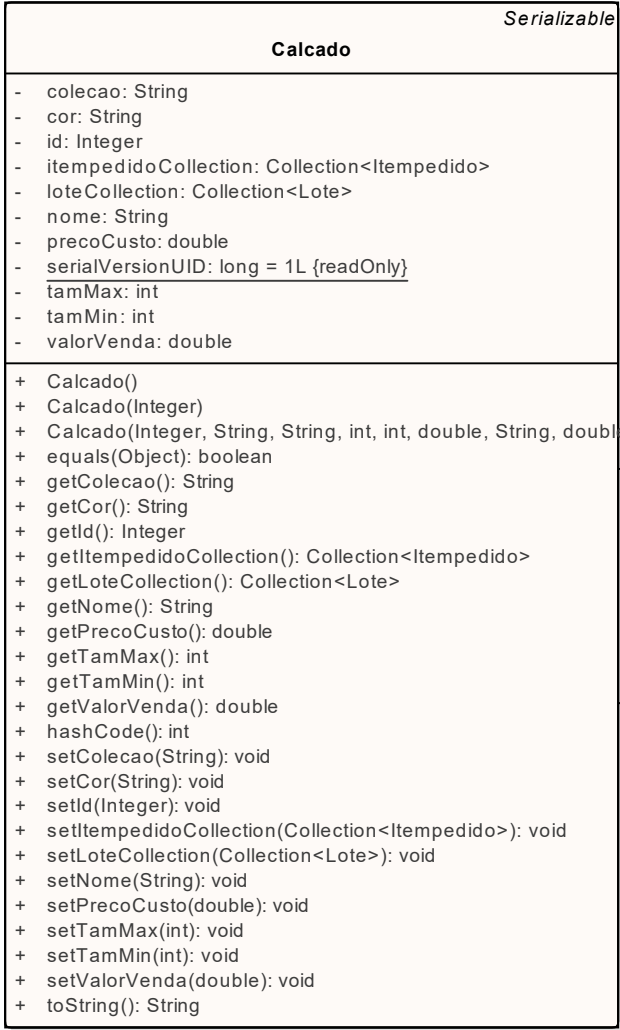 Serializable
Calcado
- colecao: String
- cor: String
- id: Integer
- itempedidoCollection: Collection<Itempedido>
- loteCollection: Collection<Lote>
- nome: String
- precoCusto: double
- serialVersionUID: long = 1L {readOnly}
- tamMax: int
- tamMin: int
- valorVenda: double
+ Calcado()
+ Calcado(Integer)
+ Calcado(Integer, String, String, int, int, double, String, doubl
+ equals(Object): boolean
+ getColecao(): String
+ getCor(): String
+ getId(): Integer
+ getItempedidoCollection(): Collection<Itempedido>
+ getLoteCollection(): Collection<Lote>
+ getNome(): String
+ getPrecoCusto(): double
+ getTamMax(): int
+ getTamMin(): int
+ getValorVenda(): double
+ hashCode(): int
+ setColecao(String): void
+ setCor(String): void
+ setId(Integer): void
+ setItempedidoCollection(Collection<Itempedido>): void
+ setLoteCollection(Collection<Lote>): void
+ setNome(String): void
+ setPrecoCusto(double): void
+ setTamMax(int): void
+ setTamMin(int): void
+ setValorVenda(double): void
+ toString(): String